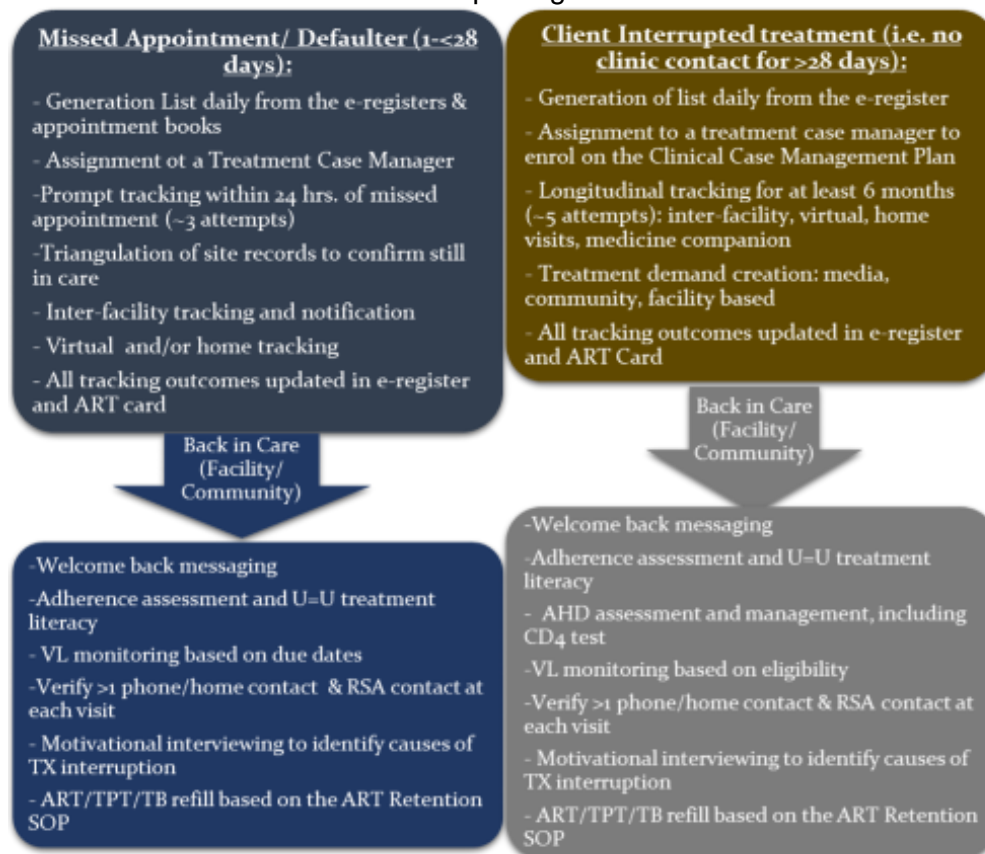 Missed Appointment/ Defaulter (1-<28
days):
- Generation List daily from the e-registers &
appointment books
- Assignment ot a Treatment Case Manager
-Prompt tracking within 24 hrs. of missed
appointment (~3 attempts)
-Triangulation of site records to confirm still
in care
- Inter-facility tracking and notification
- Virtual and/or home tracking
- All tracking outcomes updated in e-register
and ART card
Back in Care
(Facility/
Community)
-Welcome back messaging
-Adherence assessment and U=U treatment
literacy
- VL monitoring based on due dates
-Verify >1 phone/home contact & RSA contact at
each visit
- Motivational interviewing to identify causes of
TX interruption
- ART/TPT/TB refill based on the ART Retention
SOP
Client Interrupted treatment (i.e. no
clinic contact for >28 days):
- Generation of list daily from the e-register
- Assignment to a treatment case manager to
enrol on the Clinical Case Management Plan
- Longitudinal tracking for at least 6 months
(~5 attempts): inter-facility, virtual, home
visits, medicine companion
- Treatment demand creation: media,
community, facility based
- All tracking outcomes updated in e-register
and ART Card
Back in Care
(Facility/
Community)
-Welcome back messaging
-Adherence assessment and U=U treatment
literacy
- AHD assessment and management, including
CD4 test
-VL monitoring based on eligibility
-Verify >1 phone/home contact & RSA contact at
each visit
- Motivational interviewing to identify causes of
TX interruption
- ART/TPT/TB refill based on the ART Retention
SOP